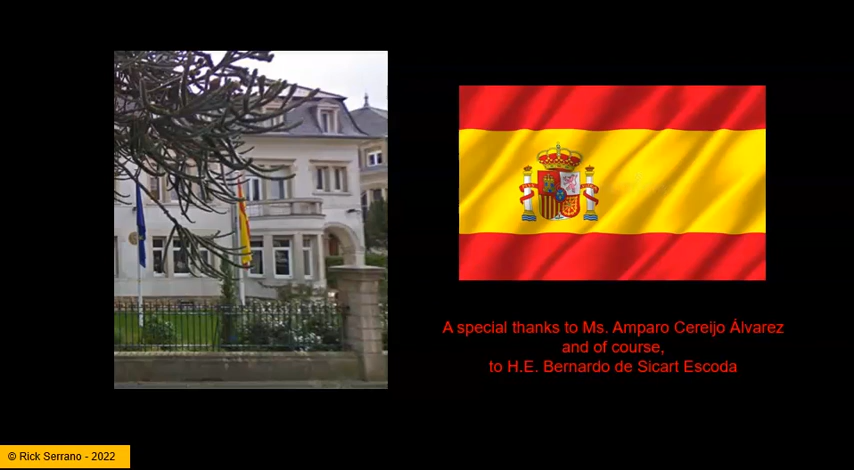 A special thanks to Ms. Amparo Cereijo Álvarez
and of course,
to H.E. Bernardo de Sicart Escoda
© Rick Serrano - 2022